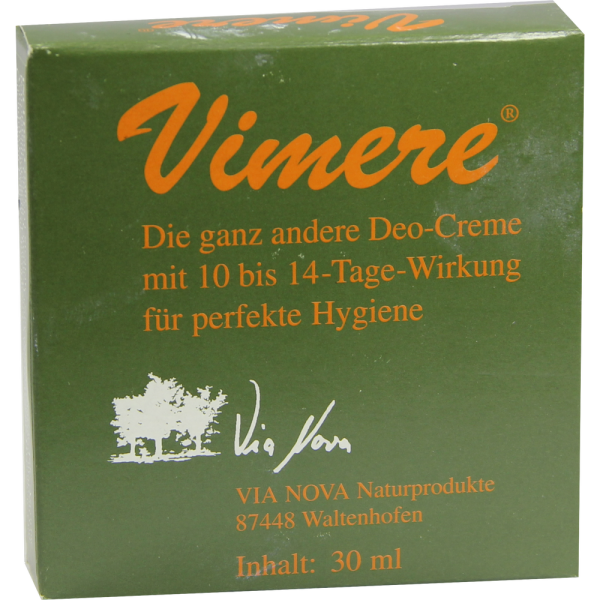 Vimere
Vimere®
Die ganz andere Deo-Creme
mit 10 bis 14-Tage-Wirkung
für perfekte Hygiene
Via Nova
VIA NOVA Naturprodukte
87448 Waltenhofen
Inhalt: 30 ml